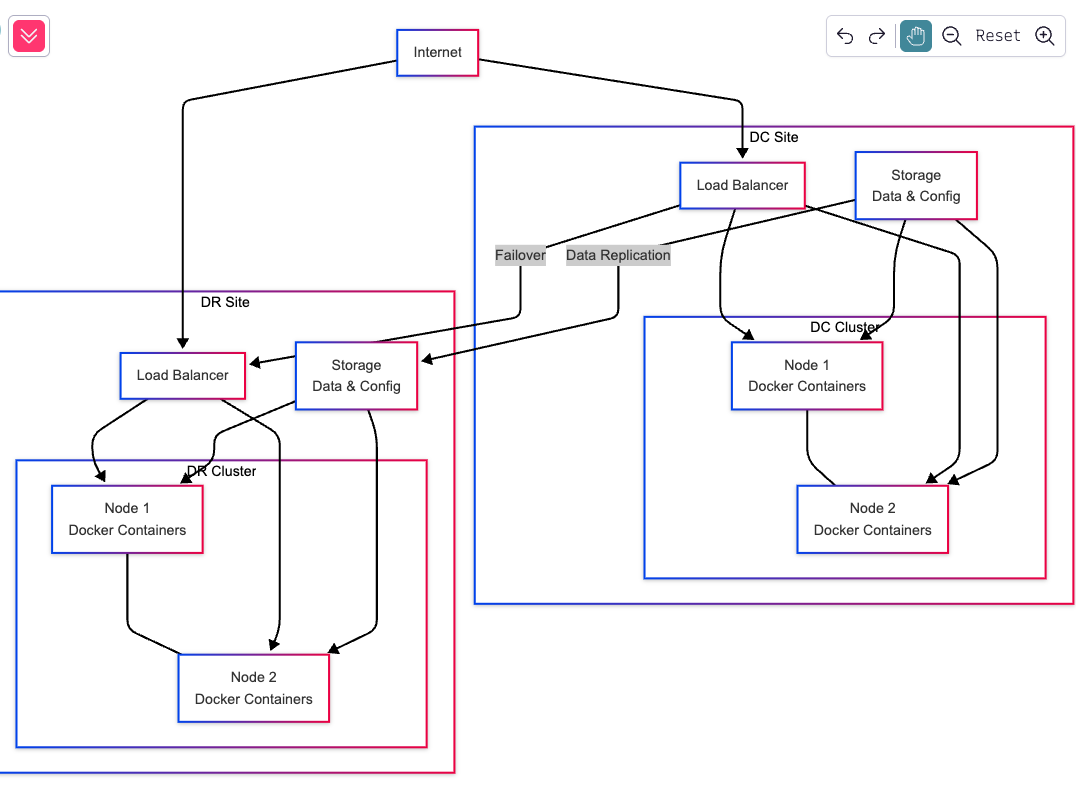 Reset
Internet
DC Site
Load Balancer
Storage
Data & Config
Failover
Data Replication
DR Site
DC Cluster
Load Balancer
Storage
Data & Config
Node 1
Docker Containers
DR Cluster
Node 1
Docker Containers
Node 2
Docker Containers
Node 2
Docker Containers